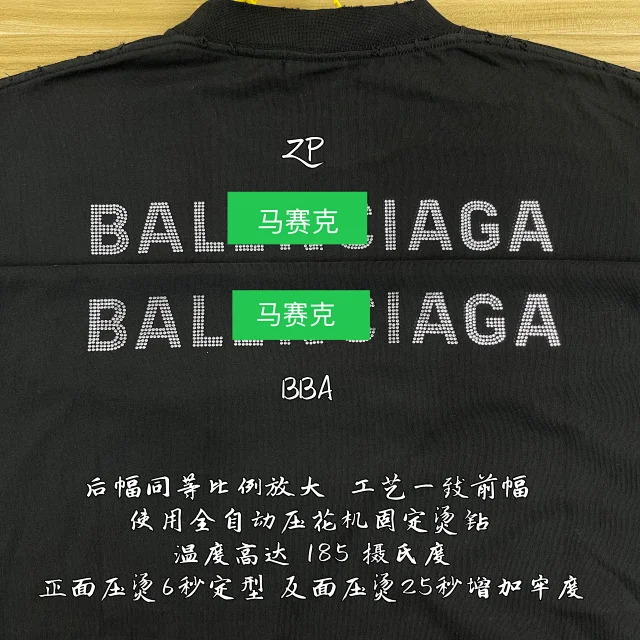 ZP
BAL马赛克CIAGA
BAL马赛克CIAGA
BBA
后幅同等比例放大 工艺一致前幅
使用全自动压花机固定烫钻
温度高达 185 摄氏度
正面压烫6秒定型 反面压烫25秒增加牢度